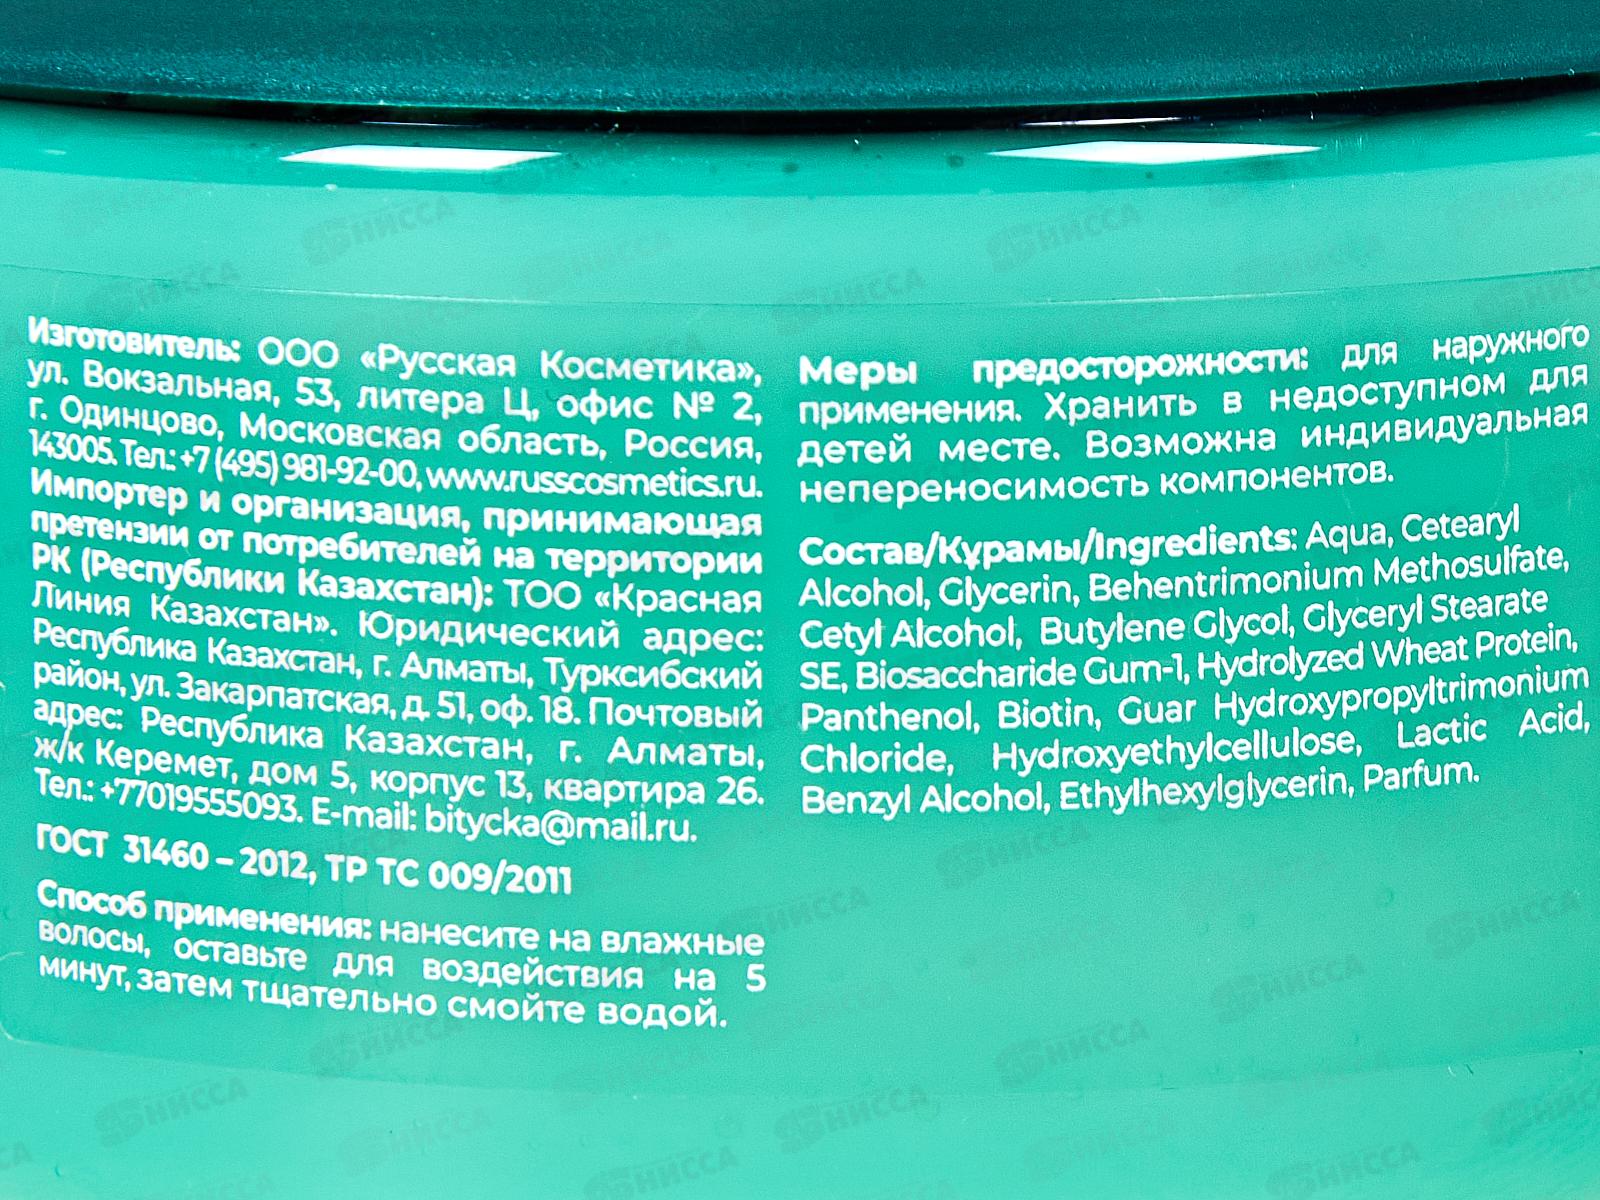 Изготовитель: ООО «Русская Косметика»,
ул. Вокзальная, 53, литера Ц, офис № 2,
г. Одинцово, Московская область, Россия,
143005. Тел.: +7 (495) 981-92-00, www.russcosmetics.ru.
Импортер и организация, принимающая
претензии от потребителей на территории
РК (Республики Казахстан): ТОО «Красная
Линия Казахстан». Юридический адрес:
Республика Казахстан, г. Алматы, Турксибский
район, ул. Закарпатская, д. 51, оф. 18. Почтовый
адрес: Республика Казахстан, г. Алматы,
ж/к Керемет, дом 5, корпус 13, квартира 26.
Тел.: +77019555093. E-mail: bitycka@mail.ru.
ГОСТ 31460 – 2012, ТР ТС 009/2011
Способ применения: нанесите на влажные
волосы, оставьте для воздействия на 5
минут, затем тщательно смойте водой.
Меры предосторожности: для наружного
применения. Хранить в недоступном для
детей месте. Возможна индивидуальная
непереносимость компонентов.
Состав/Құрамы/Ingredients: Aqua, Cetearyl
Alcohol, Glycerin, Behentrimonium Methosulfate,
Cetyl Alcohol, Butylene Glycol, Glyceryl Stearate
SE, Biosaccharide Gum-1, Hydrolyzed Wheat Protein,
Panthenol, Biotin, Guar Hydroxypropyltrimonium
Chloride, Hydroxyethylcellulose, Lactic Acid,
Benzyl Alcohol, Ethylhexylglycerin, Parfum.
НИССА